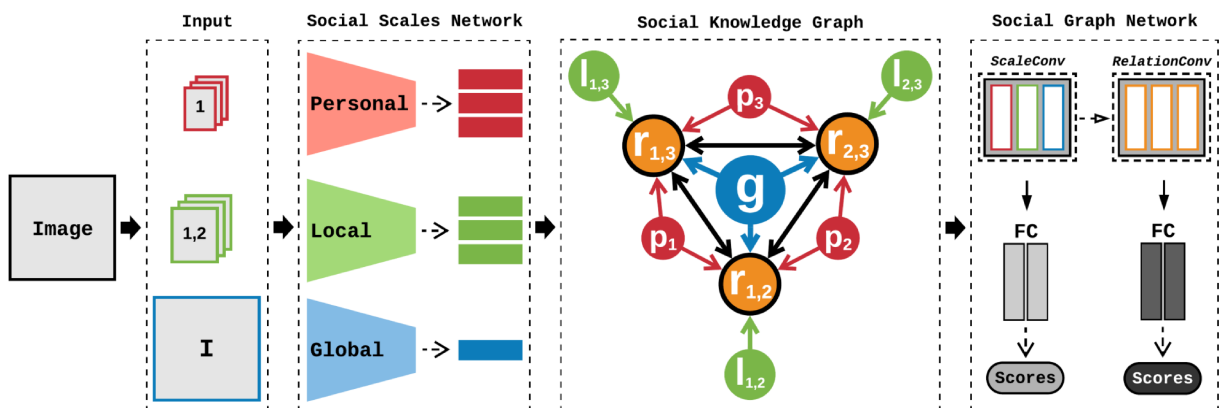 Input
Social Scales Network
Social Knowledge Graph
Social Graph Network
Image
1
1,2
I
Personal
Local
Global
l1,3
l2,3
p3
r1,3
r2,3
g
p1
p2
r1,2
l1,2
ScaleConv
RelationConv
FC
FC
Scores
Scores